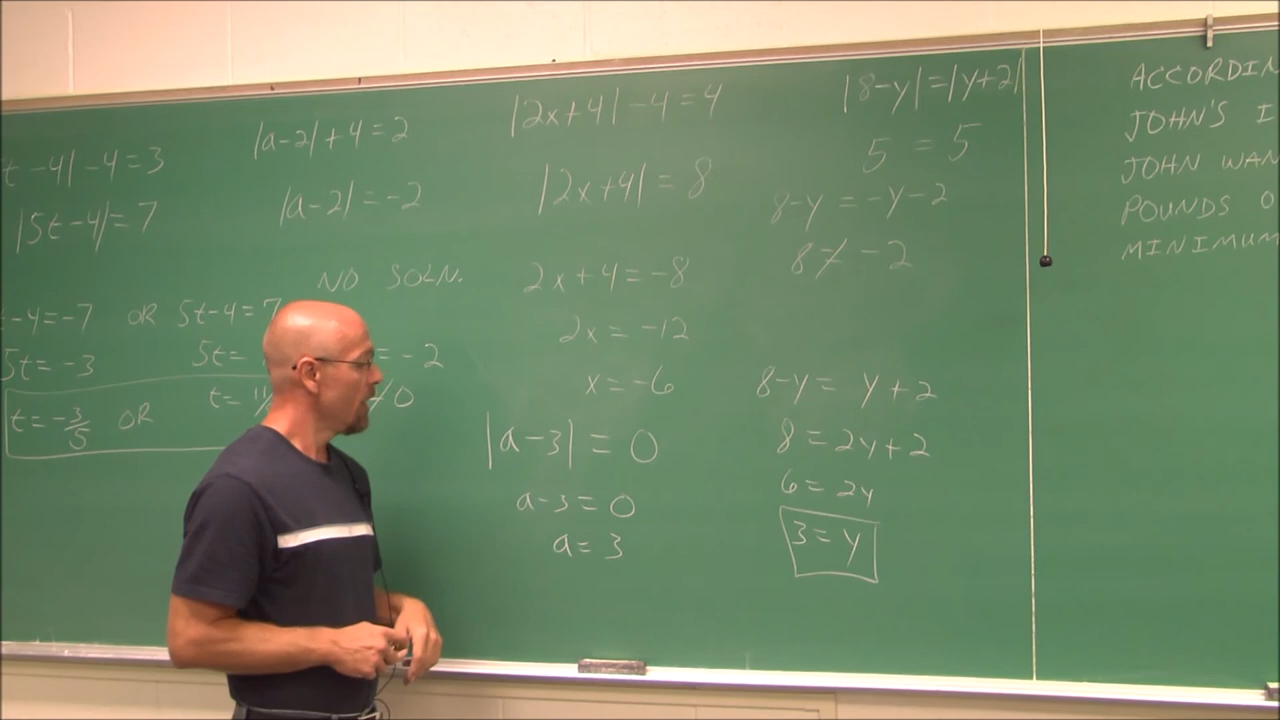 t-4|-4=3
|5t-4|=7
-4=-7 OR 5t-4=7
5t=-3 5t=
t=-3/5 OR t=11/
|a-2|+4=2
|a-2|=-2
NO SOLN.
=-2
≠0
|2x+4|-4=4
|2x+4|=8
2x+4=-8
2x=-12
x=-6
|a-3|=0
a-3=0
a=3
|8-y|=|y+2|
5=5
8-y=-y-2
8≠-2
8-y=y+2
8=2y+2
6=2y
3=y
ACCORDIN
JOHN'S I
JOHN WAN
POUNDS O
MINIMUM